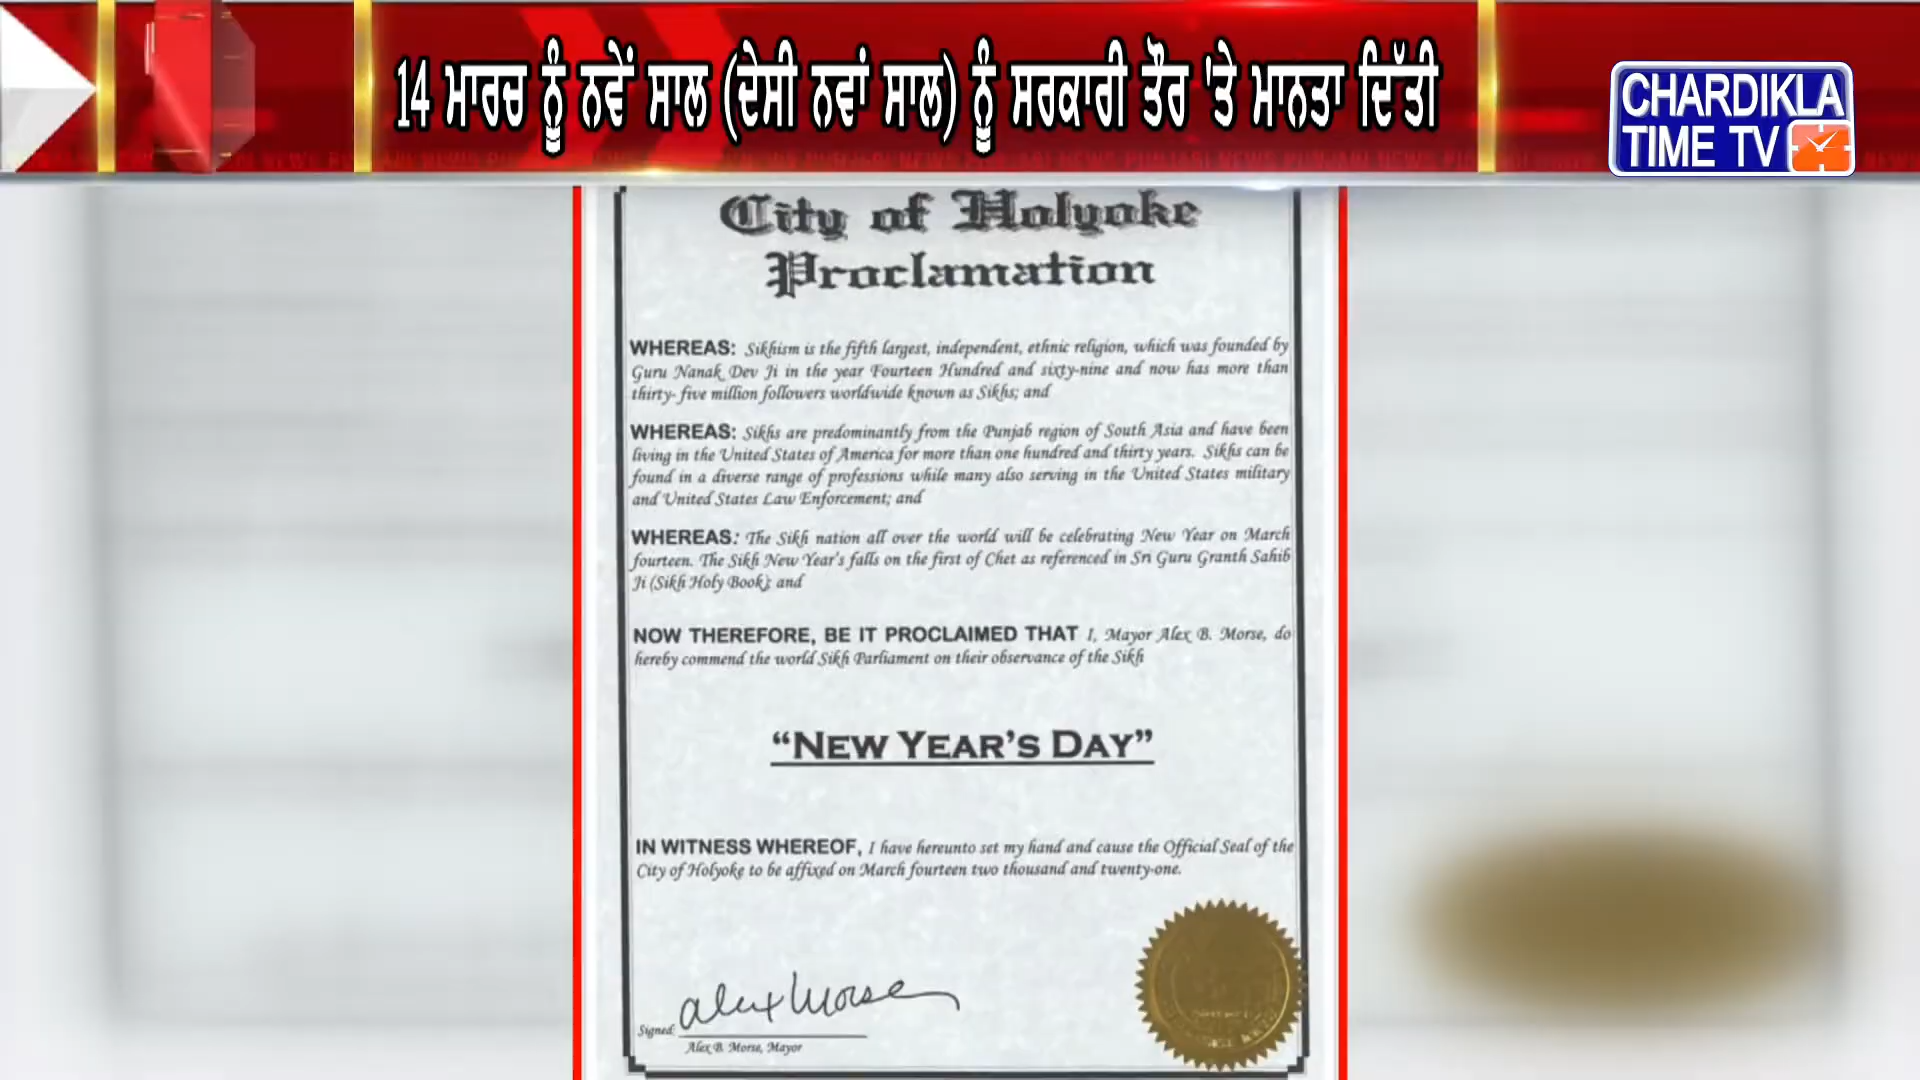 14 ਮਾਰਚ ਨੂੰ ਨਵੇਂ ਸਾਲ (ਦੇਸੀ ਨਵਾਂ ਸਾਲ) ਨੂੰ ਸਰਕਾਰੀ ਤੌਰ 'ਤੇ ਮਾਨਤਾ ਦਿੱਤੀ
CHARDIKLA
TIME TV
City of Holyoke
Proclamation
WHEREAS: Sikhism is the fifth largest, independent, ethnic religion, which was founded by
Guru Nanak Dev Ji in the year Fourteen Hundred and sixty-nine and now has more than
thirty- five million followers worldwide known as Sikhs; and
WHEREAS: Sikhs are predominantly from the Punjab region of South Asia and have been
living in the United States of America for more than one hundred and thirty years. Sikhs can be
found in a diverse range of professions while many also serving in the United States military
and United States Law Enforcement; and
WHEREAS: The Sikh nation all over the world will be celebrating New Year on March
fourteen. The Sikh New Year's falls on the first of Chet as referenced in Sri Guru Granth Sahib
Ji (Sikh Holy Book); and
NOW THEREFORE, BE IT PROCLAIMED THAT I, Mayor Alex B. Morse, do
hereby commend the world Sikh Parliament on their observance of the Sikh
“NEW YEAR’S DAY”
IN WITNESS WHEREOF, I have hereunto set my hand and cause the Official Seal of the
City of Holyoke to be affixed on March fourteen two thousand and twenty-one.
Alex Morse
Signed:
Alex B. Morse, Mayor